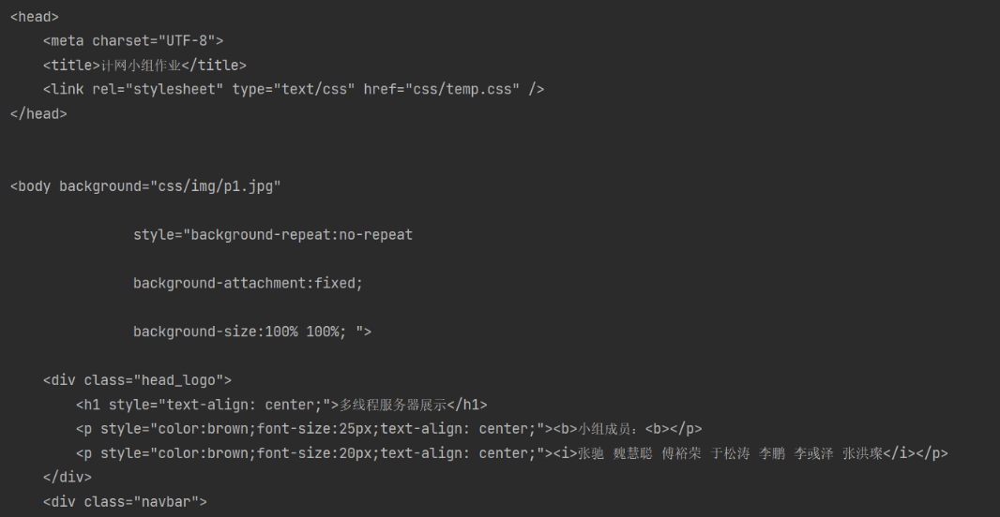 <head>
    <meta charset="UTF-8">
    <title>计网小组作业</title>
    <link rel="stylesheet" type="text/css" href="css/temp.css" />
</head>
<body background="css/img/p1.jpg"
               style="background-repeat:no-repeat
               background-attachment:fixed;
               background-size:100% 100%; ">
    <div class="head_logo">
        <h1 style="text-align: center;">多线程服务器展示</h1>
        <p style="color:brown;font-size:25px;text-align: center;"><b>小组成员：<b></p>
        <p style="color:brown;font-size:20px;text-align: center;"><i>张驰 魏慧聪 傅裕荣 于松涛 李鹏 李彧泽 张洪璨</i></p>
    </div>
    <div class="navbar">